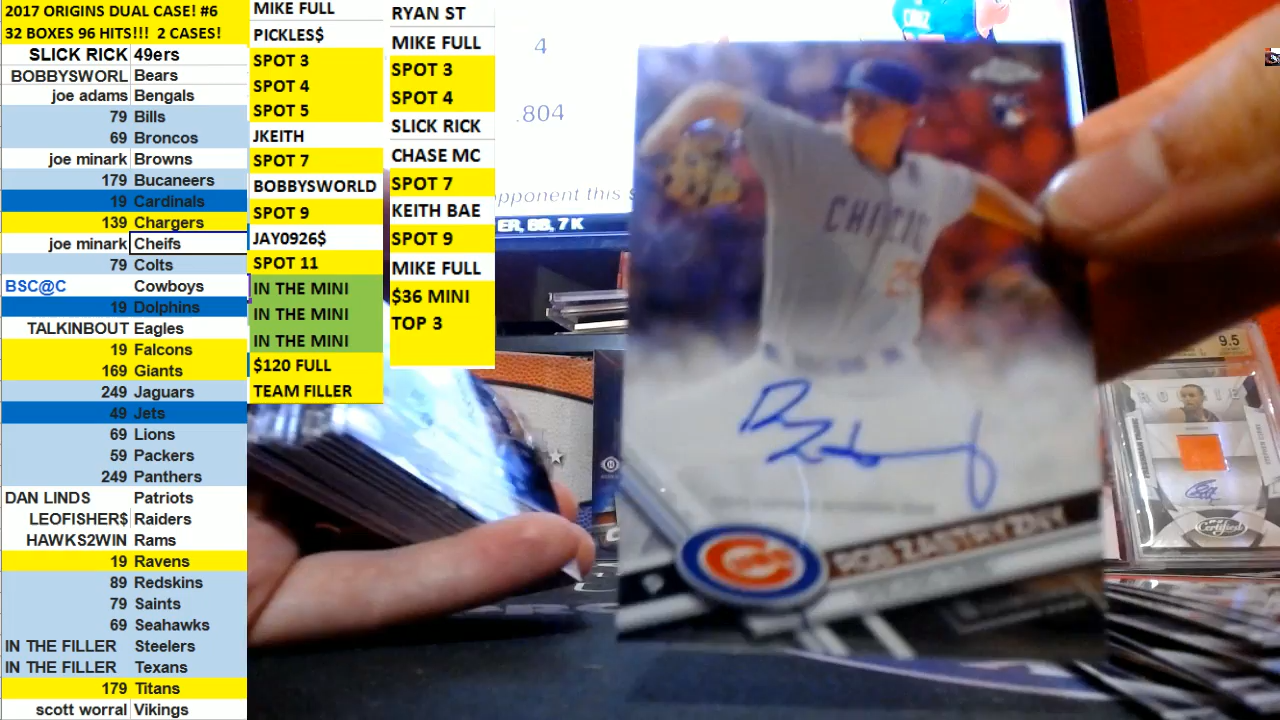 2017 ORIGINS DUAL CASE! #6
32 BOXES 96 HITS!!! 2 CASES!
SLICK RICK 49ers
BOBBYSWORL Bears
joe adams Bengals
79 Bills
69 Broncos
joe minark Browns
179 Bucaneers
19 Cardinals
139 Chargers
joe minark Cheifs
79 Colts
BSC@C Cowboys
19 Dolphins
TALKINBOUT Eagles
19 Falcons
169 Giants
249 Jaguars
49 Jets
69 Lions
59 Packers
249 Panthers
DAN LINDS Patriots
LEOFISHER$ Raiders
HAWKS2WIN Rams
19 Ravens
89 Redskins
79 Saints
69 Seahawks
IN THE FILLER Steelers
IN THE FILLER Texans
179 Titans
scott worral Vikings
MIKE FULL
PICKLES$
SPOT 3
SPOT 4
SPOT 5
JKEITH
SPOT 7
BOBBYSWORLD
SPOT 9
JAY0926$
SPOT 11
IN THE MINI
IN THE MINI
IN THE MINI
$120 FULL
TEAM FILLER
RYAN ST
MIKE FULL
SPOT 3
SPOT 4
SLICK RICK
CHASE MC
SPOT 7
KEITH BAE
SPOT 9
MIKE FULL
$36 MINI
TOP 3
4
.804
pponent this s
ER, BB, 7 K
CHICAGO
ROB ZASTRYZNY
P
9.5
ROOKIE
Certified